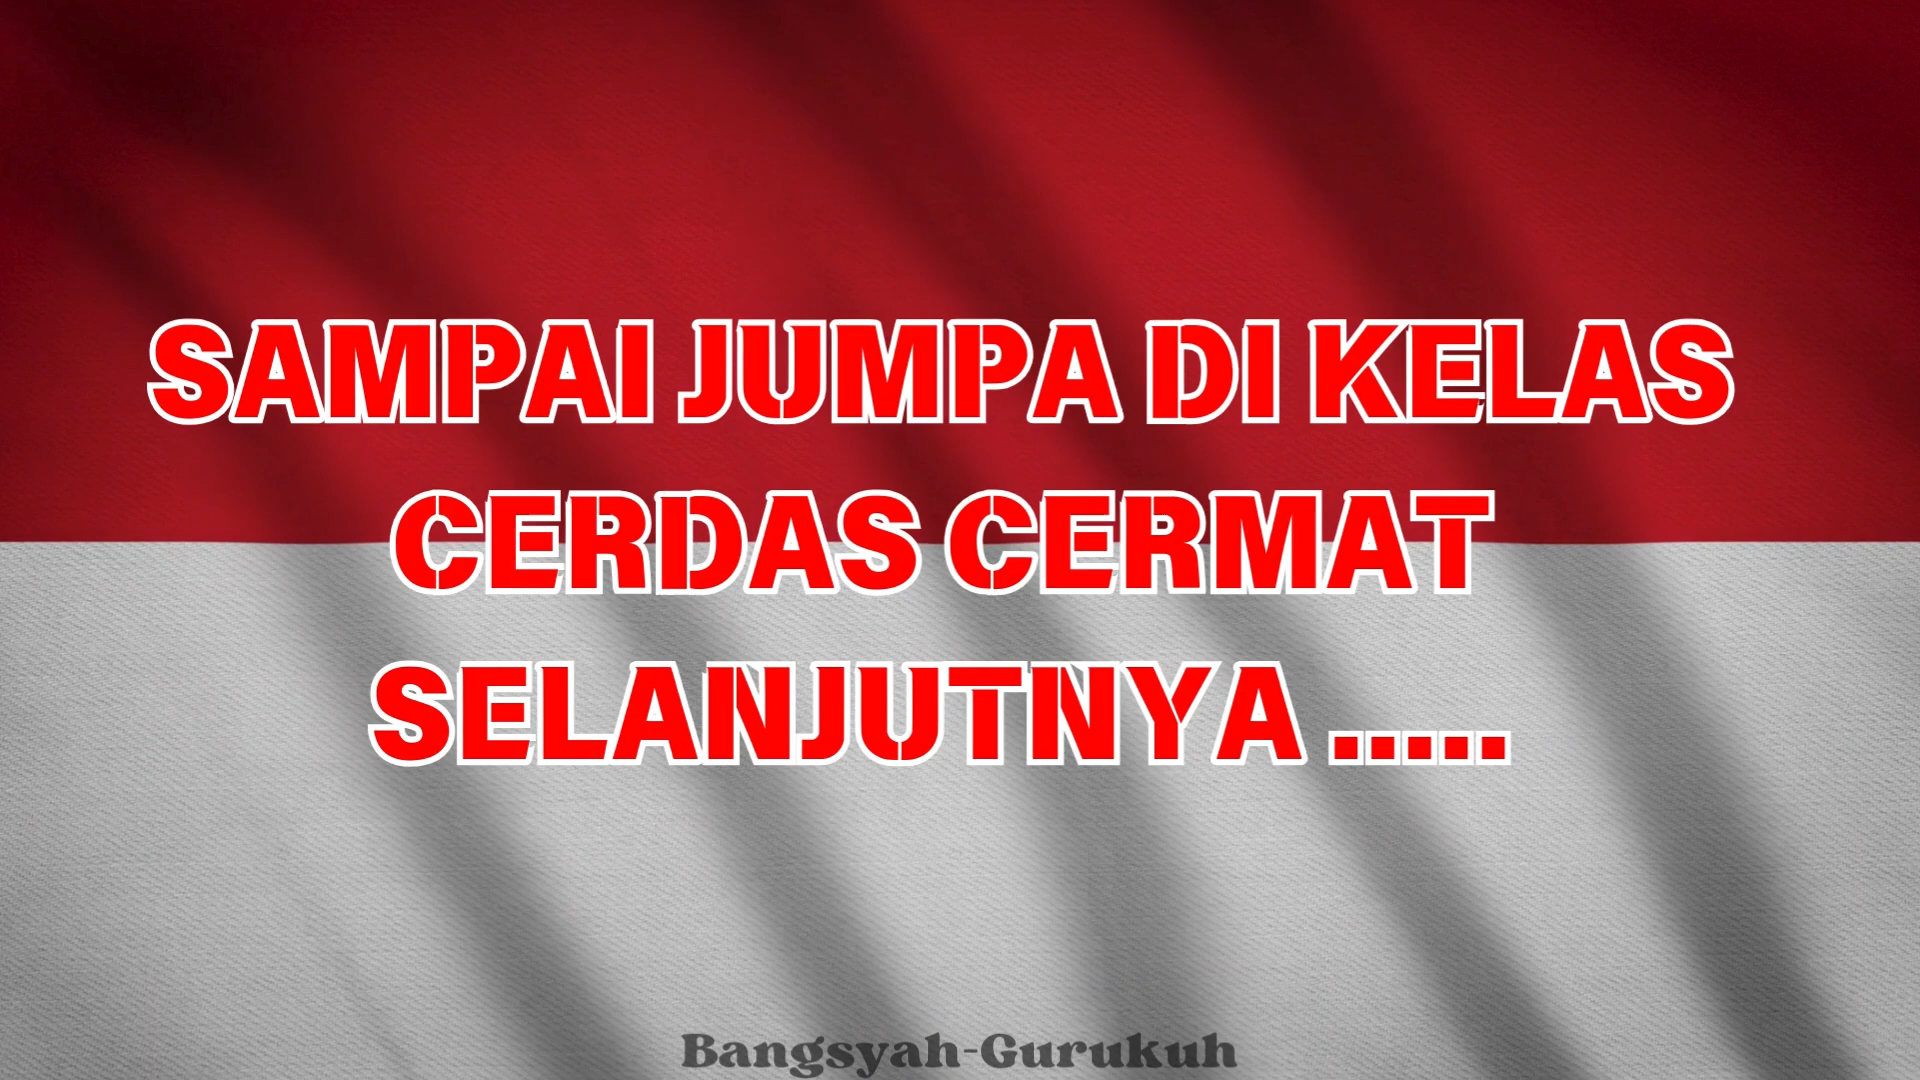 SAMPAI JUMPA DI KELAS
CERDAS CERMAT
SELANJUTNYA .....
Bangsyah-Gurukuh